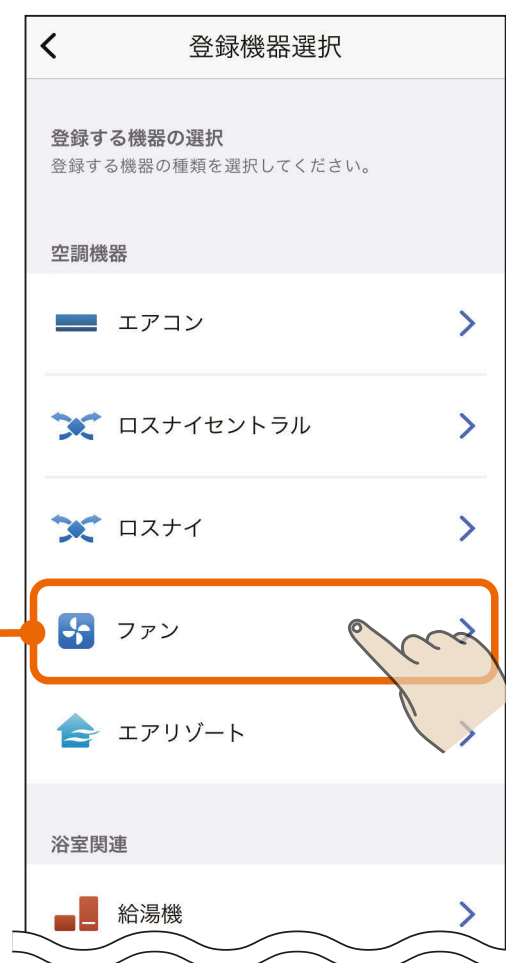 登録機器選択
登録する機器の選択
登録する機器の種類を選択してください。
空調機器
エアコン
ロスナイセントラル
ロスナイ
ファン
エアリゾート
浴室関連
給湯機